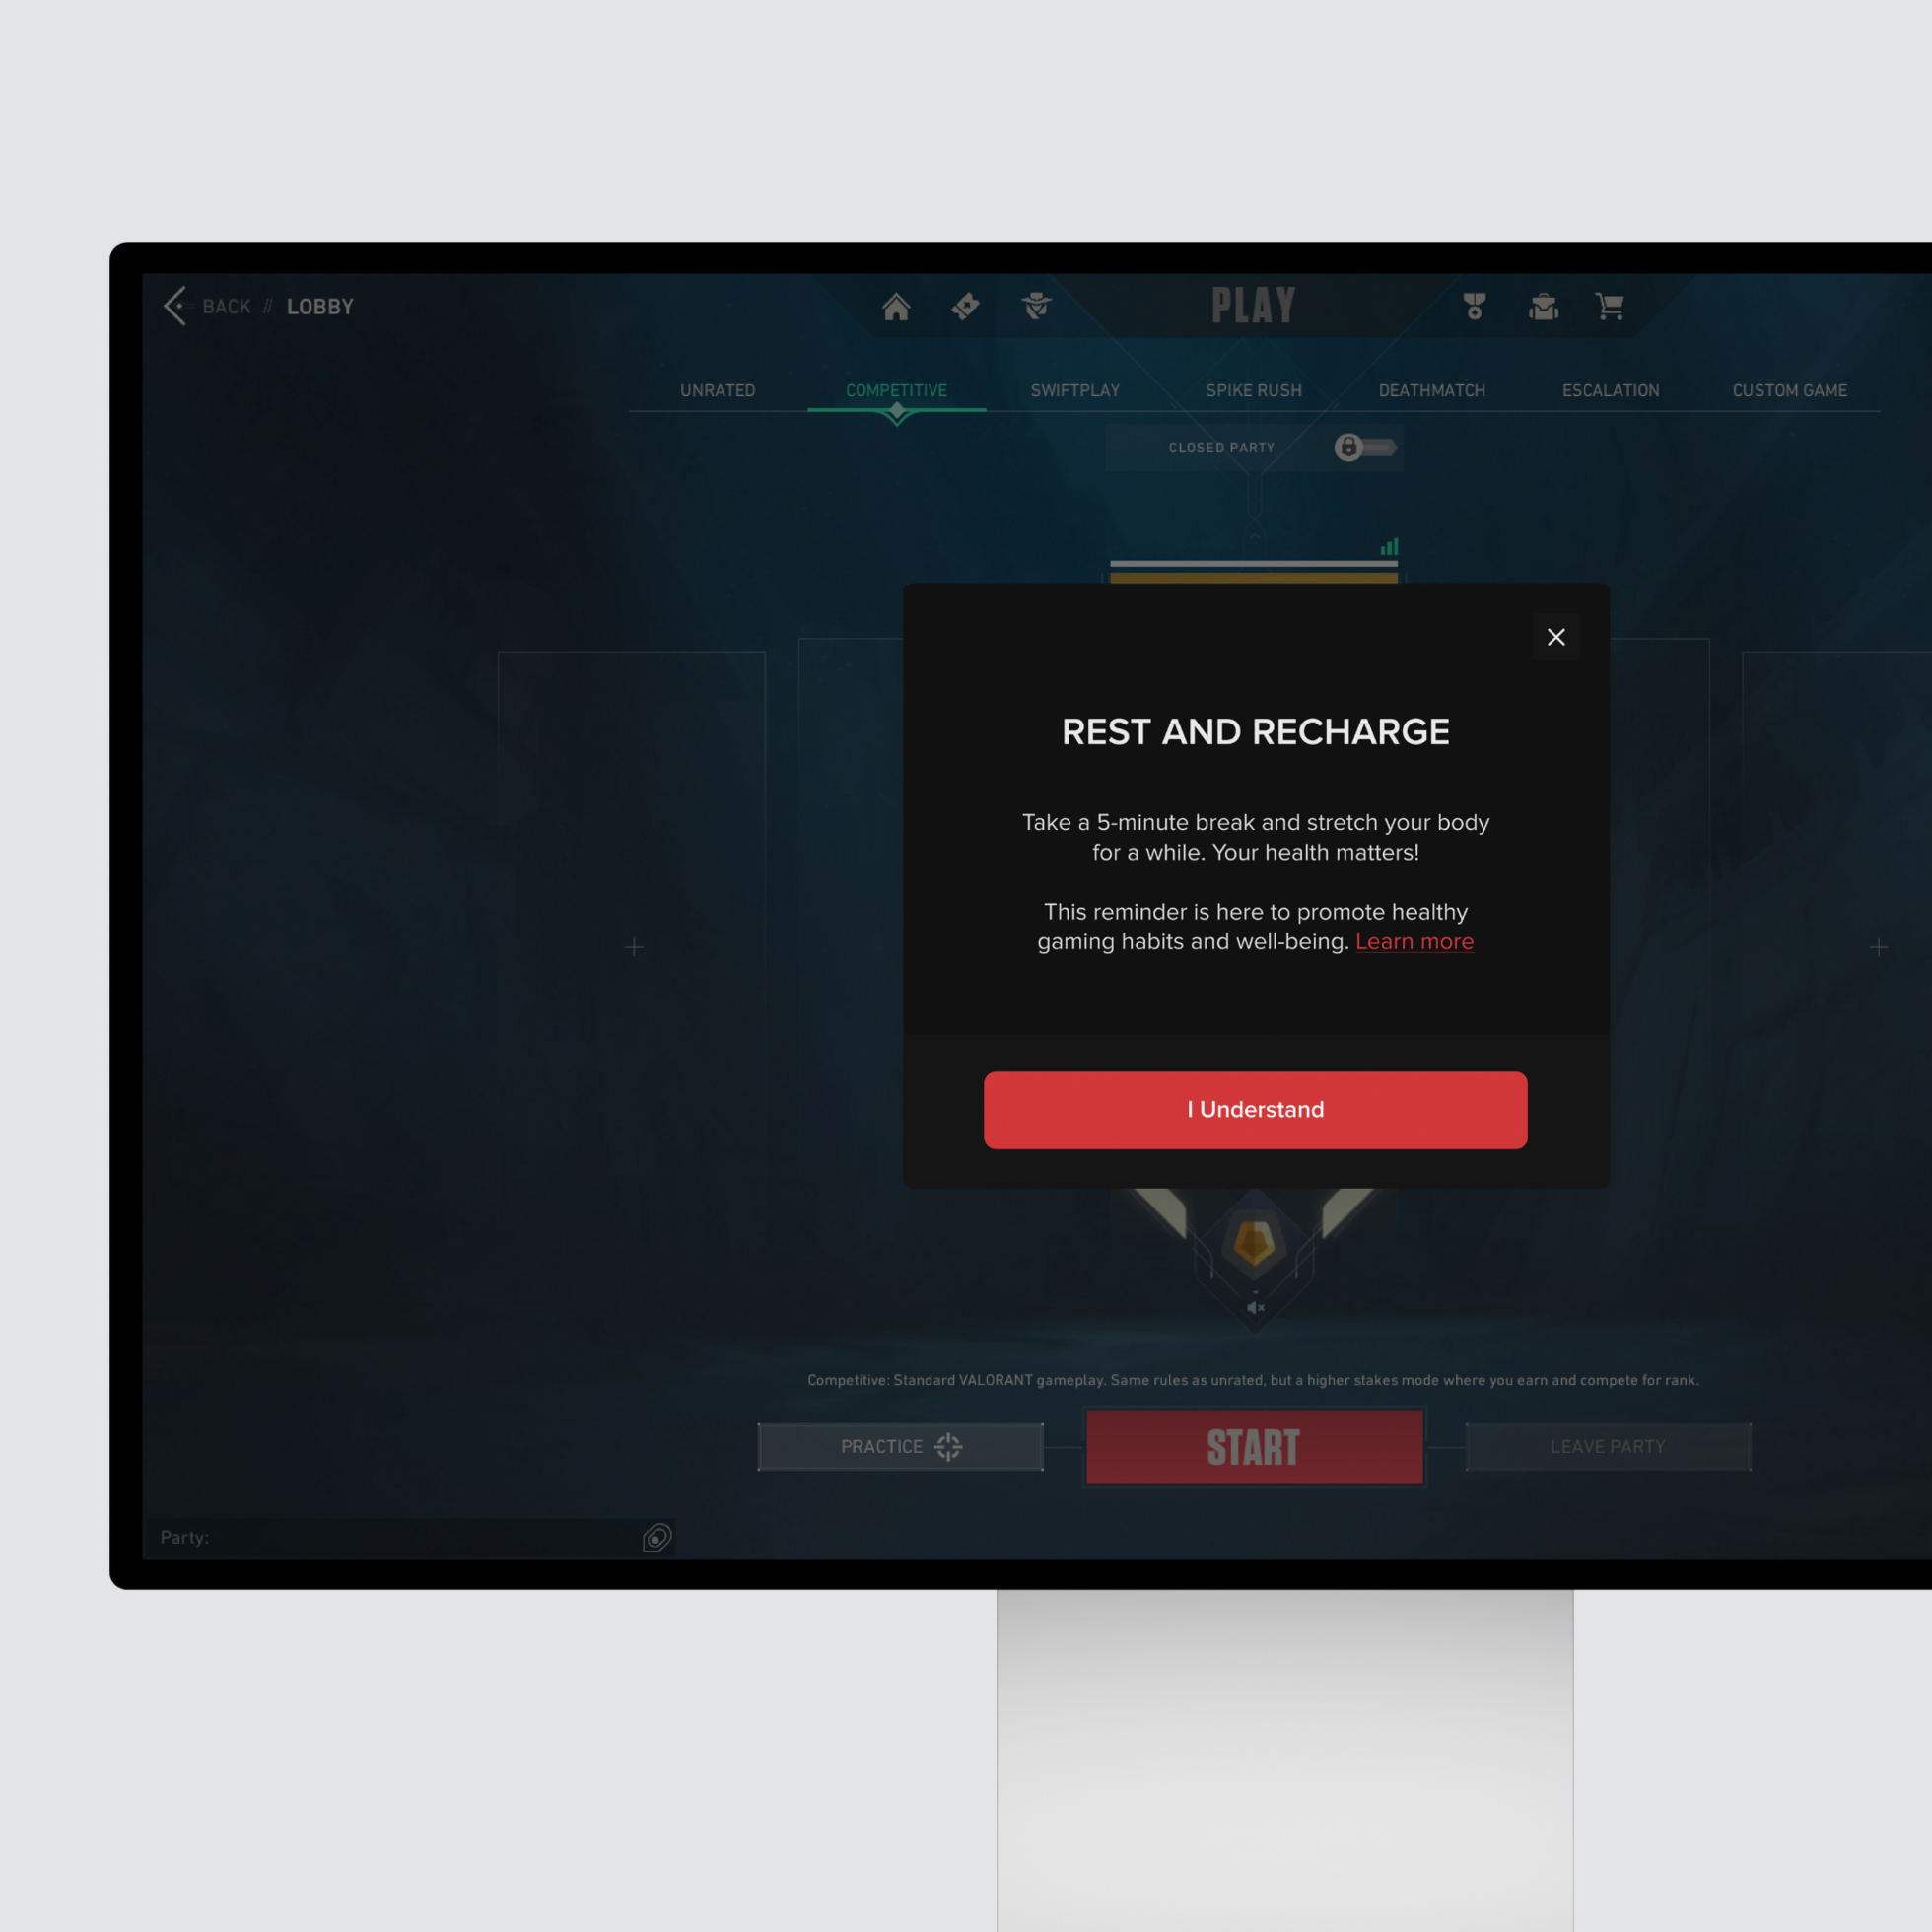 BACK // LOBBY
PLAY
UNRATED
COMPETITIVE
SWIFTPLAY
SPIKE RUSH
DEATHMATCH
ESCALATION
CUSTOM GAME
CLOSED PARTY
REST AND RECHARGE
Take a 5-minute break and stretch your body
for a while. Your health matters!
This reminder is here to promote healthy
gaming habits and well-being. Learn more
I Understand
Competitive: Standard VALORANT gameplay. Same rules as unrated, but a higher stakes mode where you earn and compete for rank.
PRACTICE
START
LEAVE PARTY
Party: